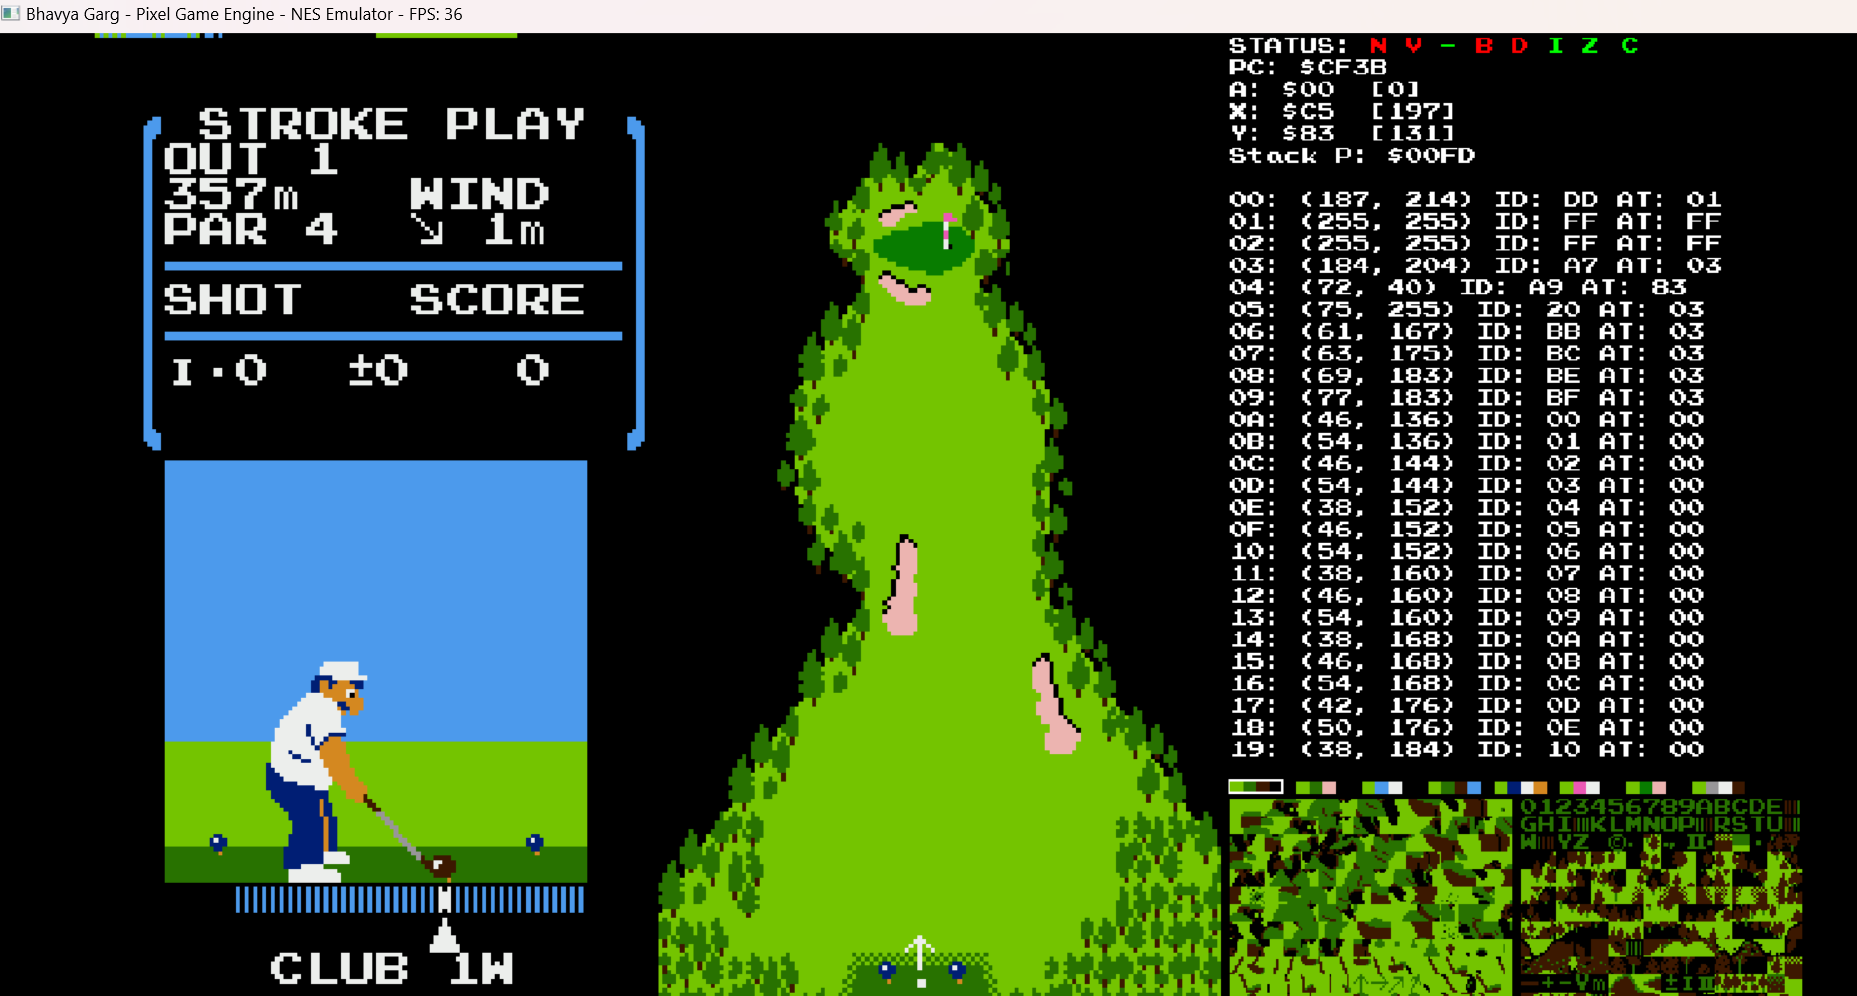 Bhavya Garg - Pixel Game Engine - NES Emulator - FPS: 36
STROKE PLAY
OUT 1
357m WIND
PAR 4 ↘ 1m
SHOT SCORE
I·0 ±0 0
CLUB 1W
STATUS: N V - B D I Z C
PC: $CF3B
A: $00 [0]
X: $C5 [197]
Y: $83 [131]
Stack P: $00FD
00: (187, 214) ID: DD AT: 01
01: (255, 255) ID: FF AT: FF
02: (255, 255) ID: FF AT: FF
03: (184, 204) ID: A7 AT: 03
04: (72, 40) ID: A9 AT: 83
05: (75, 255) ID: 20 AT: 03
06: (61, 167) ID: BB AT: 03
07: (63, 175) ID: BC AT: 03
08: (69, 183) ID: BE AT: 03
09: (77, 183) ID: BF AT: 03
0A: (46, 136) ID: 00 AT: 00
0B: (54, 136) ID: 01 AT: 00
0C: (46, 144) ID: 02 AT: 00
0D: (54, 144) ID: 03 AT: 00
0E: (38, 152) ID: 04 AT: 00
0F: (46, 152) ID: 05 AT: 00
10: (54, 152) ID: 06 AT: 00
11: (38, 160) ID: 07 AT: 00
12: (46, 160) ID: 08 AT: 00
13: (54, 160) ID: 09 AT: 00
14: (38, 168) ID: 0A AT: 00
15: (46, 168) ID: 0B AT: 00
16: (54, 168) ID: 0C AT: 00
17: (42, 176) ID: 0D AT: 00
18: (50, 176) ID: 0E AT: 00
19: (38, 184) ID: 10 AT: 00
0123456789ABCDE
GHI KLMNOP RSTU
W YZ ©